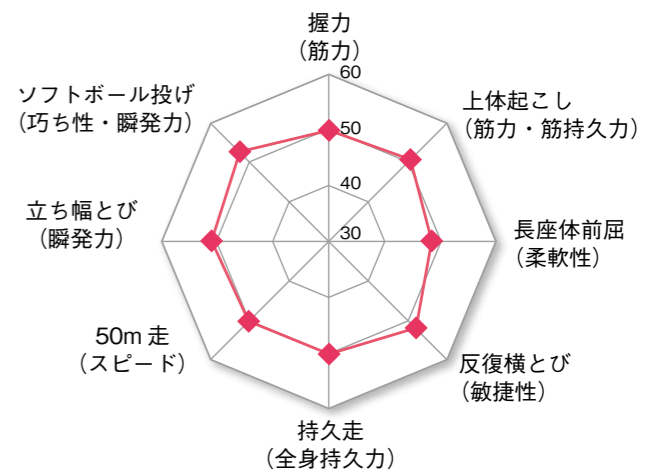 握力
（筋力）
60
ソフトボール投げ
（巧ち性・瞬発力）
上体起こし
（筋力・筋持久力）
50
40
立ち幅とび
（瞬発力）
30
長座体前屈
（柔軟性）
50m 走
（スピード）
反復横とび
（敏捷性）
持久走
（全身持久力）